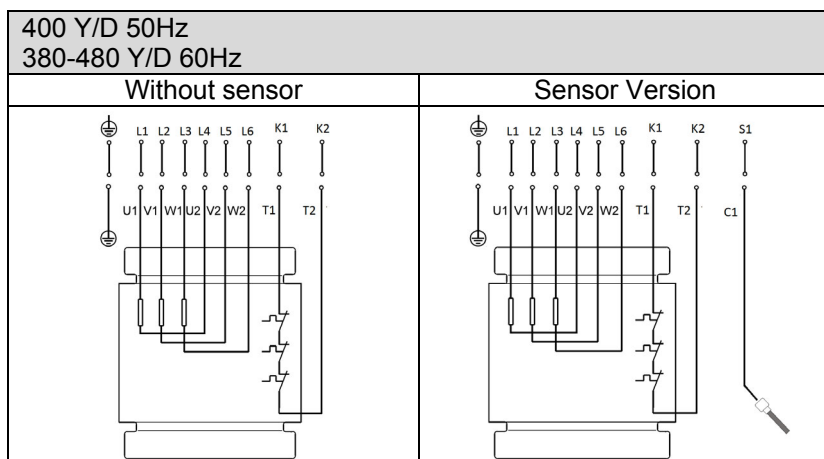 400 Y/D 50Hz
380-480 Y/D 60Hz
Without sensor
Sensor Version
L1 L2 L3 L4 L5 L6 K1 K2
U1 V1 W1 U2 V2 W2 T1 T2
L1 L2 L3 L4 L5 L6 K1 K2 S1
U1 V1 W1 U2 V2 W2 T1 T2 C1